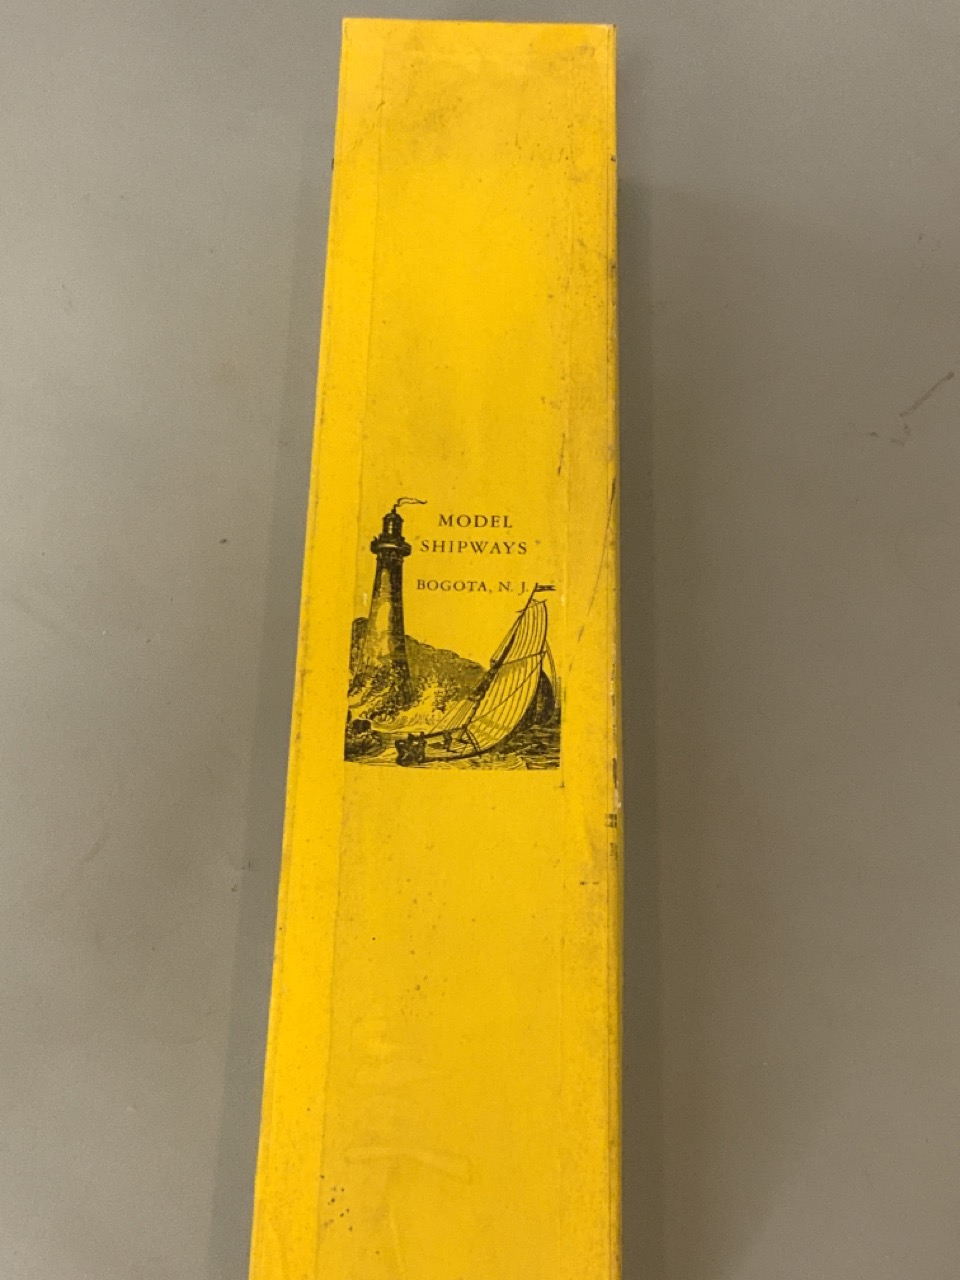 MODEL
SHIPWAYS
BOGOTA, N. J.